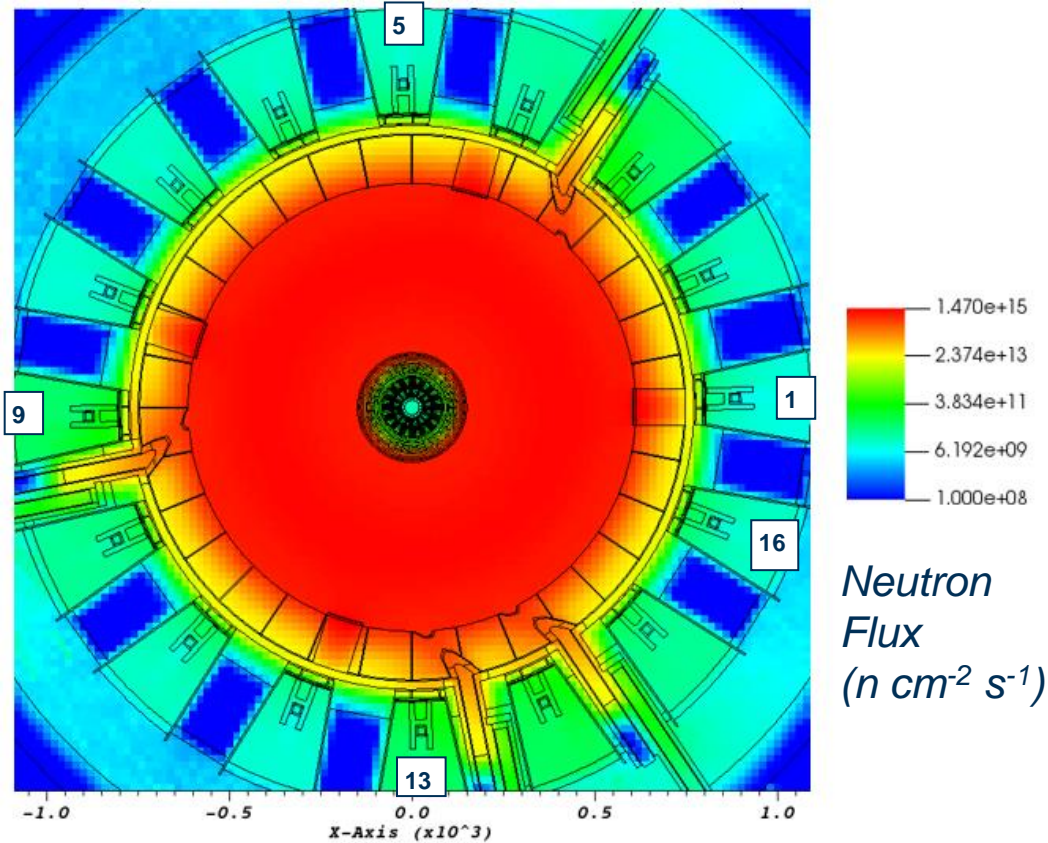 5
1.470e+15
2.374e+13
3.834e+11
6.192e+09
1.000e+08
9
1
16
Neutron
Flux
(n cm-2 s-1)
13
-1.0
-0.5
0.0
0.5
1.0
X-Axis (x10^3)